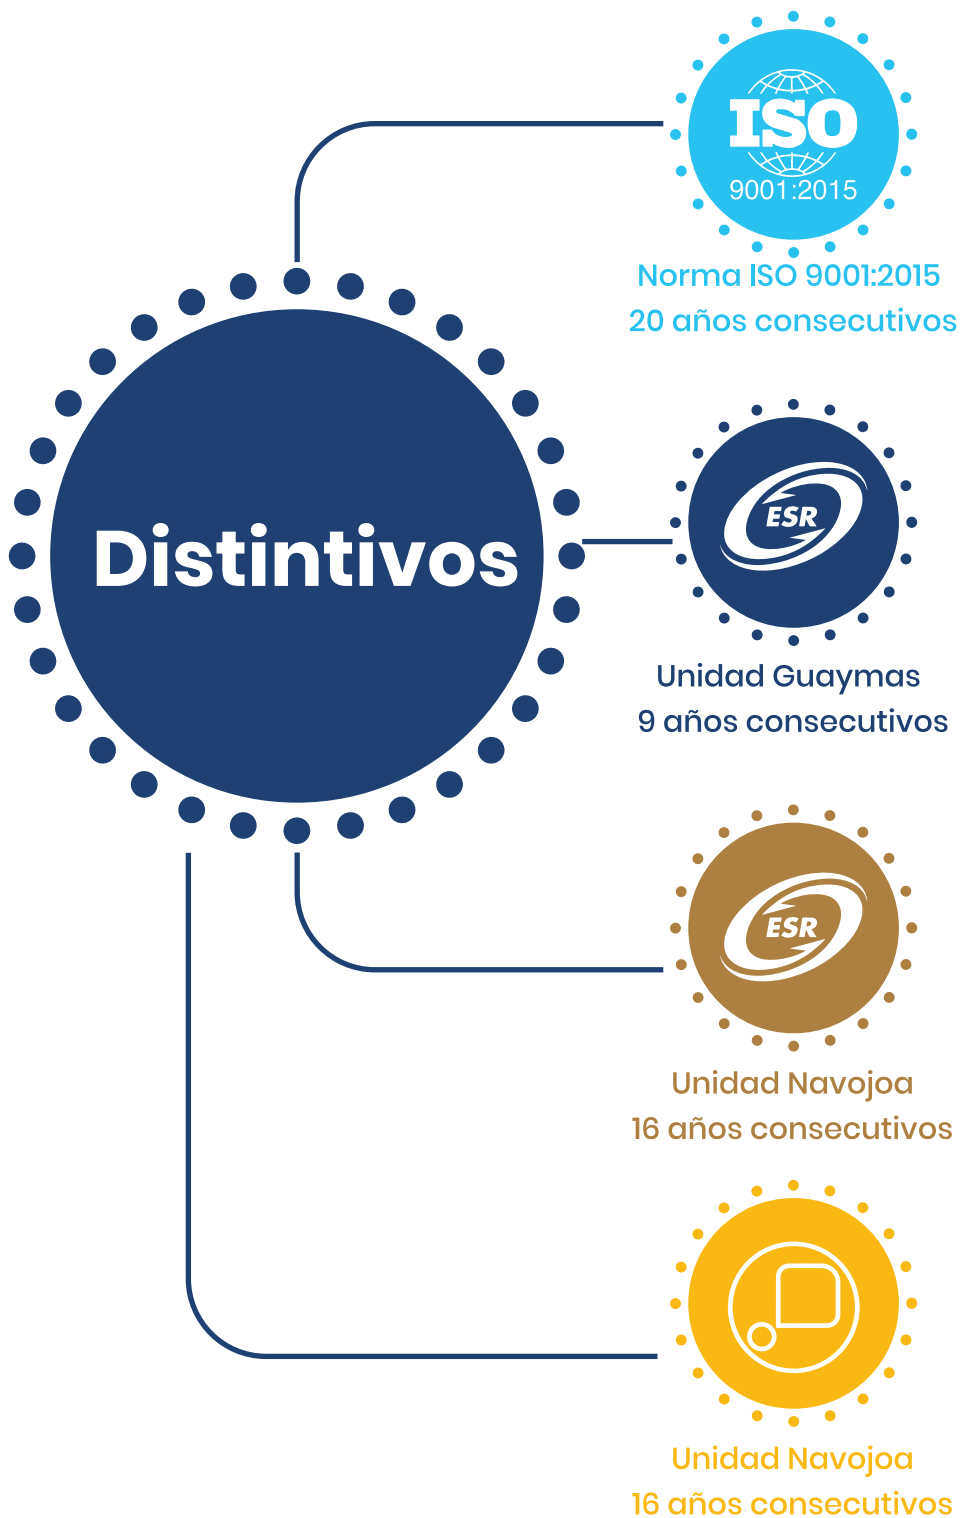 ISO
9001:2015
Norma ISO 9001:2015
20 años consecutivos
Distintivos
ESR
Unidad Guaymas
9 años consecutivos
ESR
Unidad Navojoa
16 años consecutivos
Unidad Navojoa
16 años consecutivos